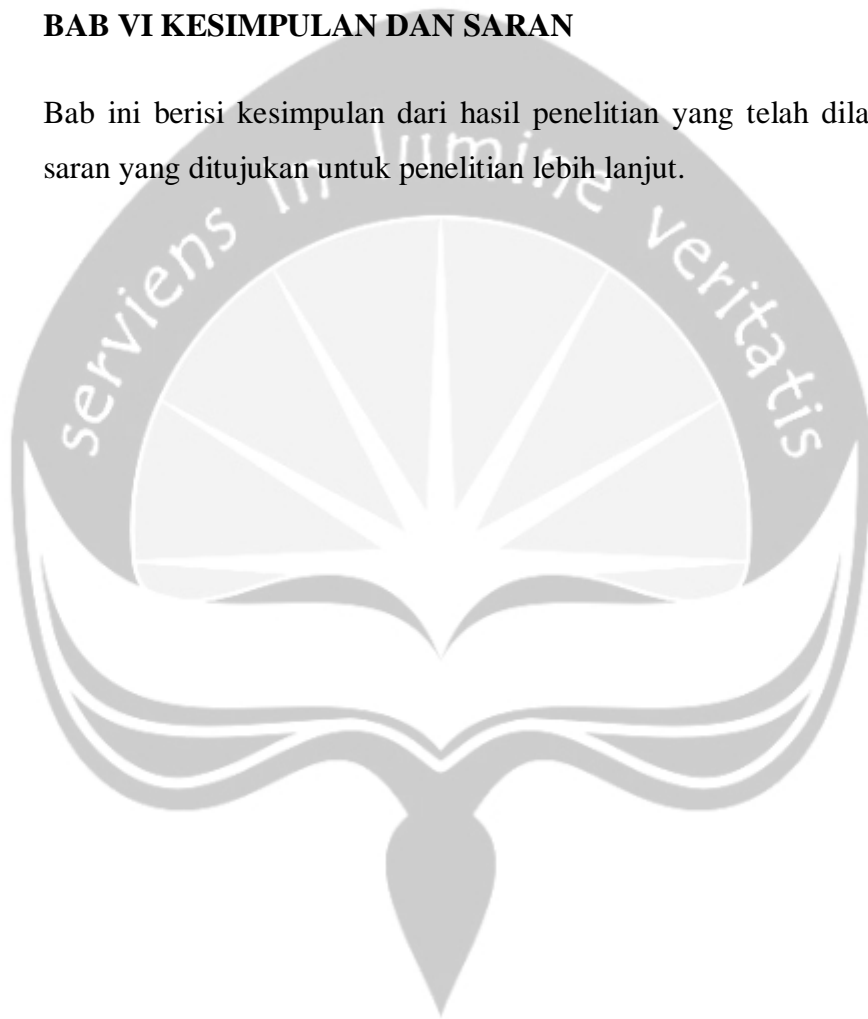 BAB VI KESIMPULAN DAN SARAN
Bab ini berisi kesimpulan dari hasil penelitian yang telah dila
saran yang ditujukan untuk penelitian lebih lanjut.
serviens in lumine veritatis